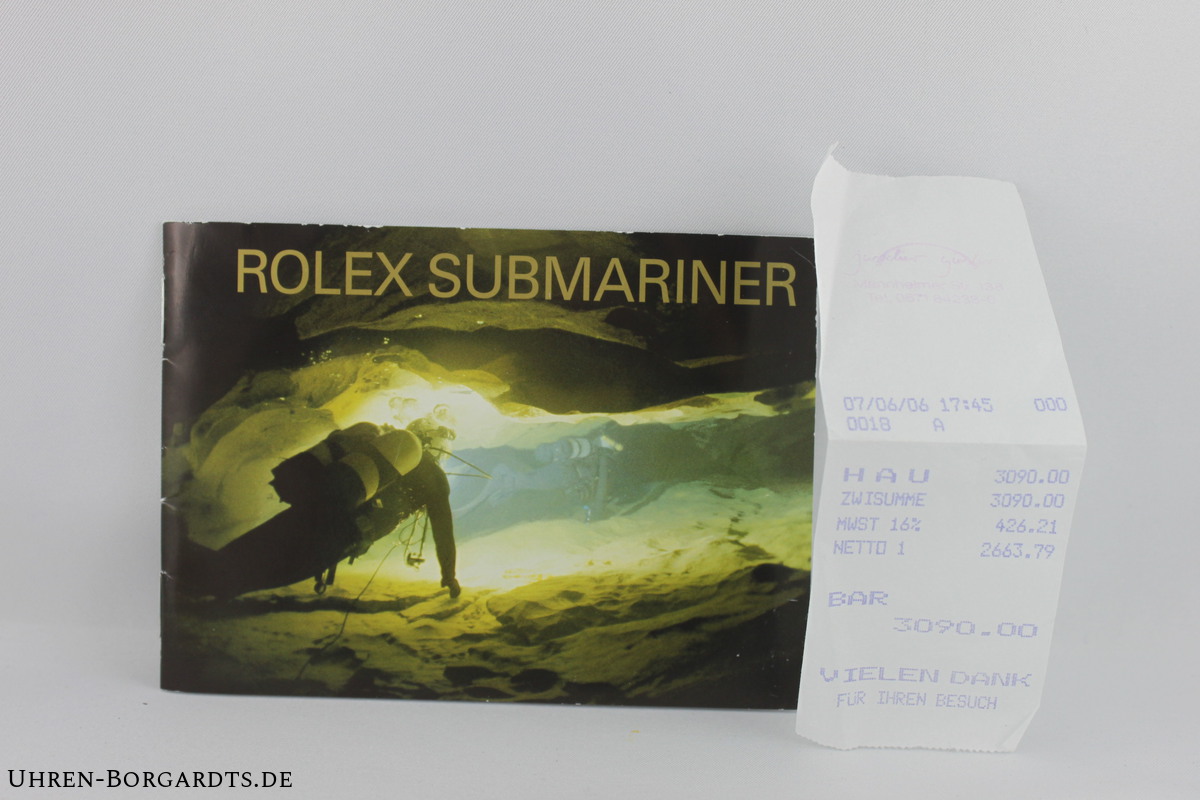 ROLEX SUBMARINER
07/06/06 17:45 000
0018 A
HAU 3090.00
ZWISUMME 3090.00
MWST 16% 426.21
NETTO 1 2663.79
BAR
3090.00
VIELEN DANK
FÜR IHREN BESUCH
UHREN-BORGARDTS.DE